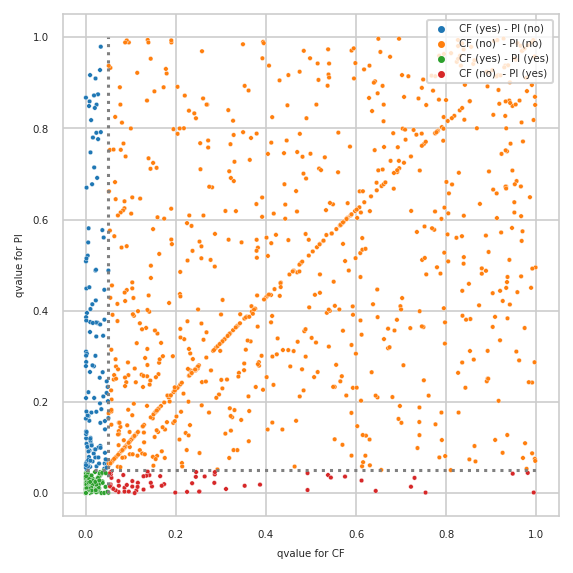 CF (yes) - PI (no)
CF (no)  - PI (no)
CF (yes) - PI (yes)
CF (no)  - PI (yes)
1.0
0.8
0.6
0.4
0.2
0.0
qvalue for PI
0.0 0.2 0.4 0.6 0.8 1.0
qvalue for CF